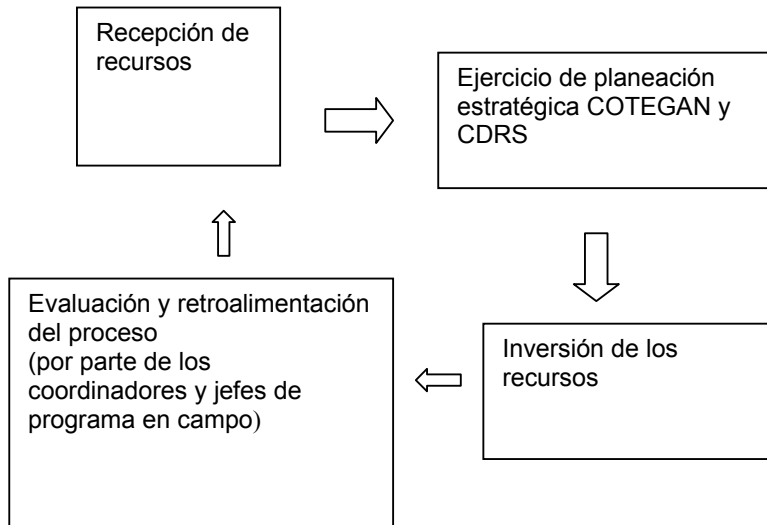 Recepción de
recursos
Ejercicio de planeación
estratégica COTEGAN y
CDRS
Inversión de los
recursos
Evaluación y retroalimentación
del proceso
(por parte de los
coordinadores y jefes de
programa en campo)